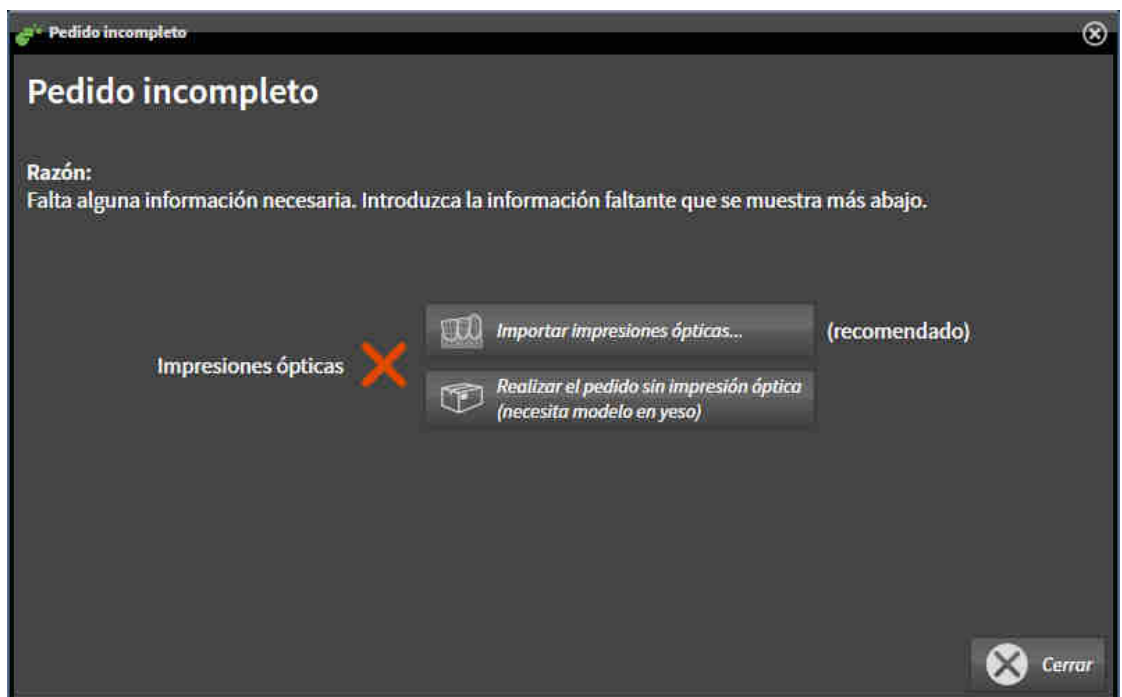 Pedido incompleto
Pedido incompleto
Razón:
Falta alguna información necesaria. Introduzca la información faltante que se muestra más abajo.
Importar impresiones ópticas... (recomendado)
Impresiones ópticas
Realizar el pedido sin impresión óptica
(necesita modelo en yeso)
Cerrar